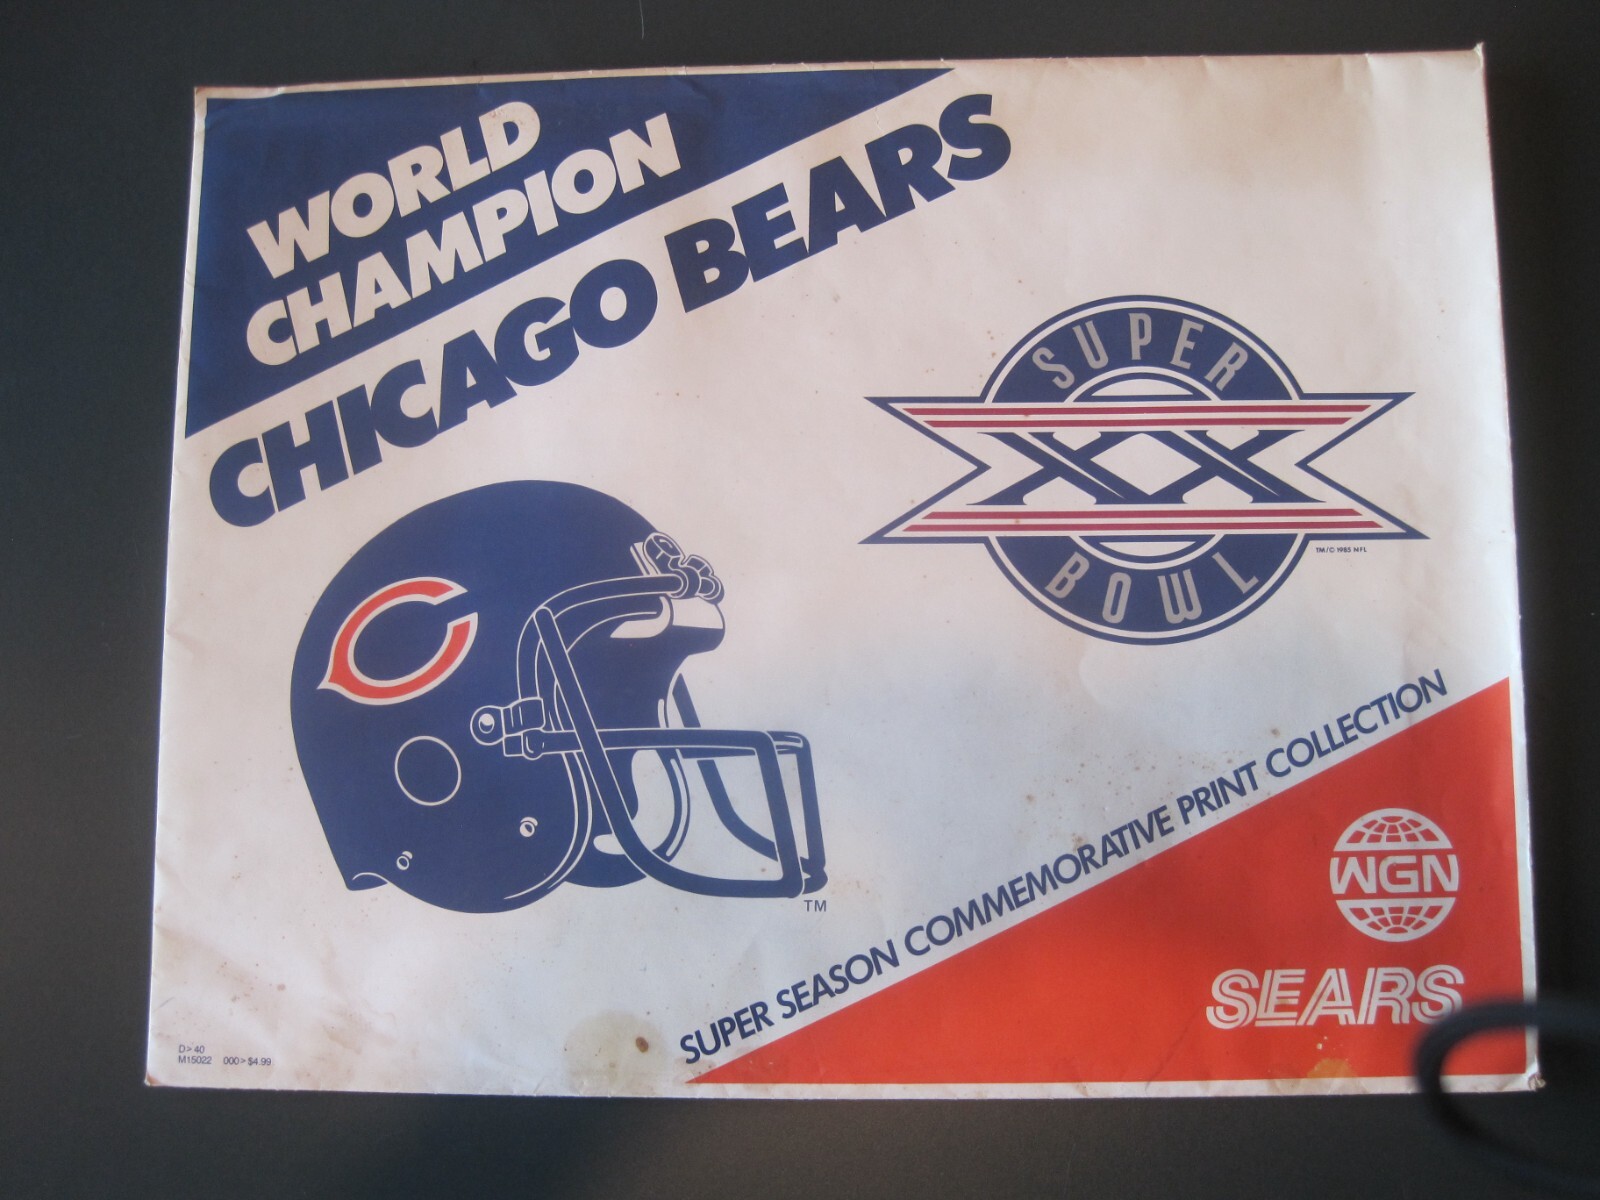 WORLD
CHAMPION
CHICAGO BEARS
SUPER
XX
BOWL
TM/© 1985 NFL
C
TM
SUPER SEASON COMMEMORATIVE PRINT COLLECTION
WGN
SEARS
D> 40
M15022 000> $4.99